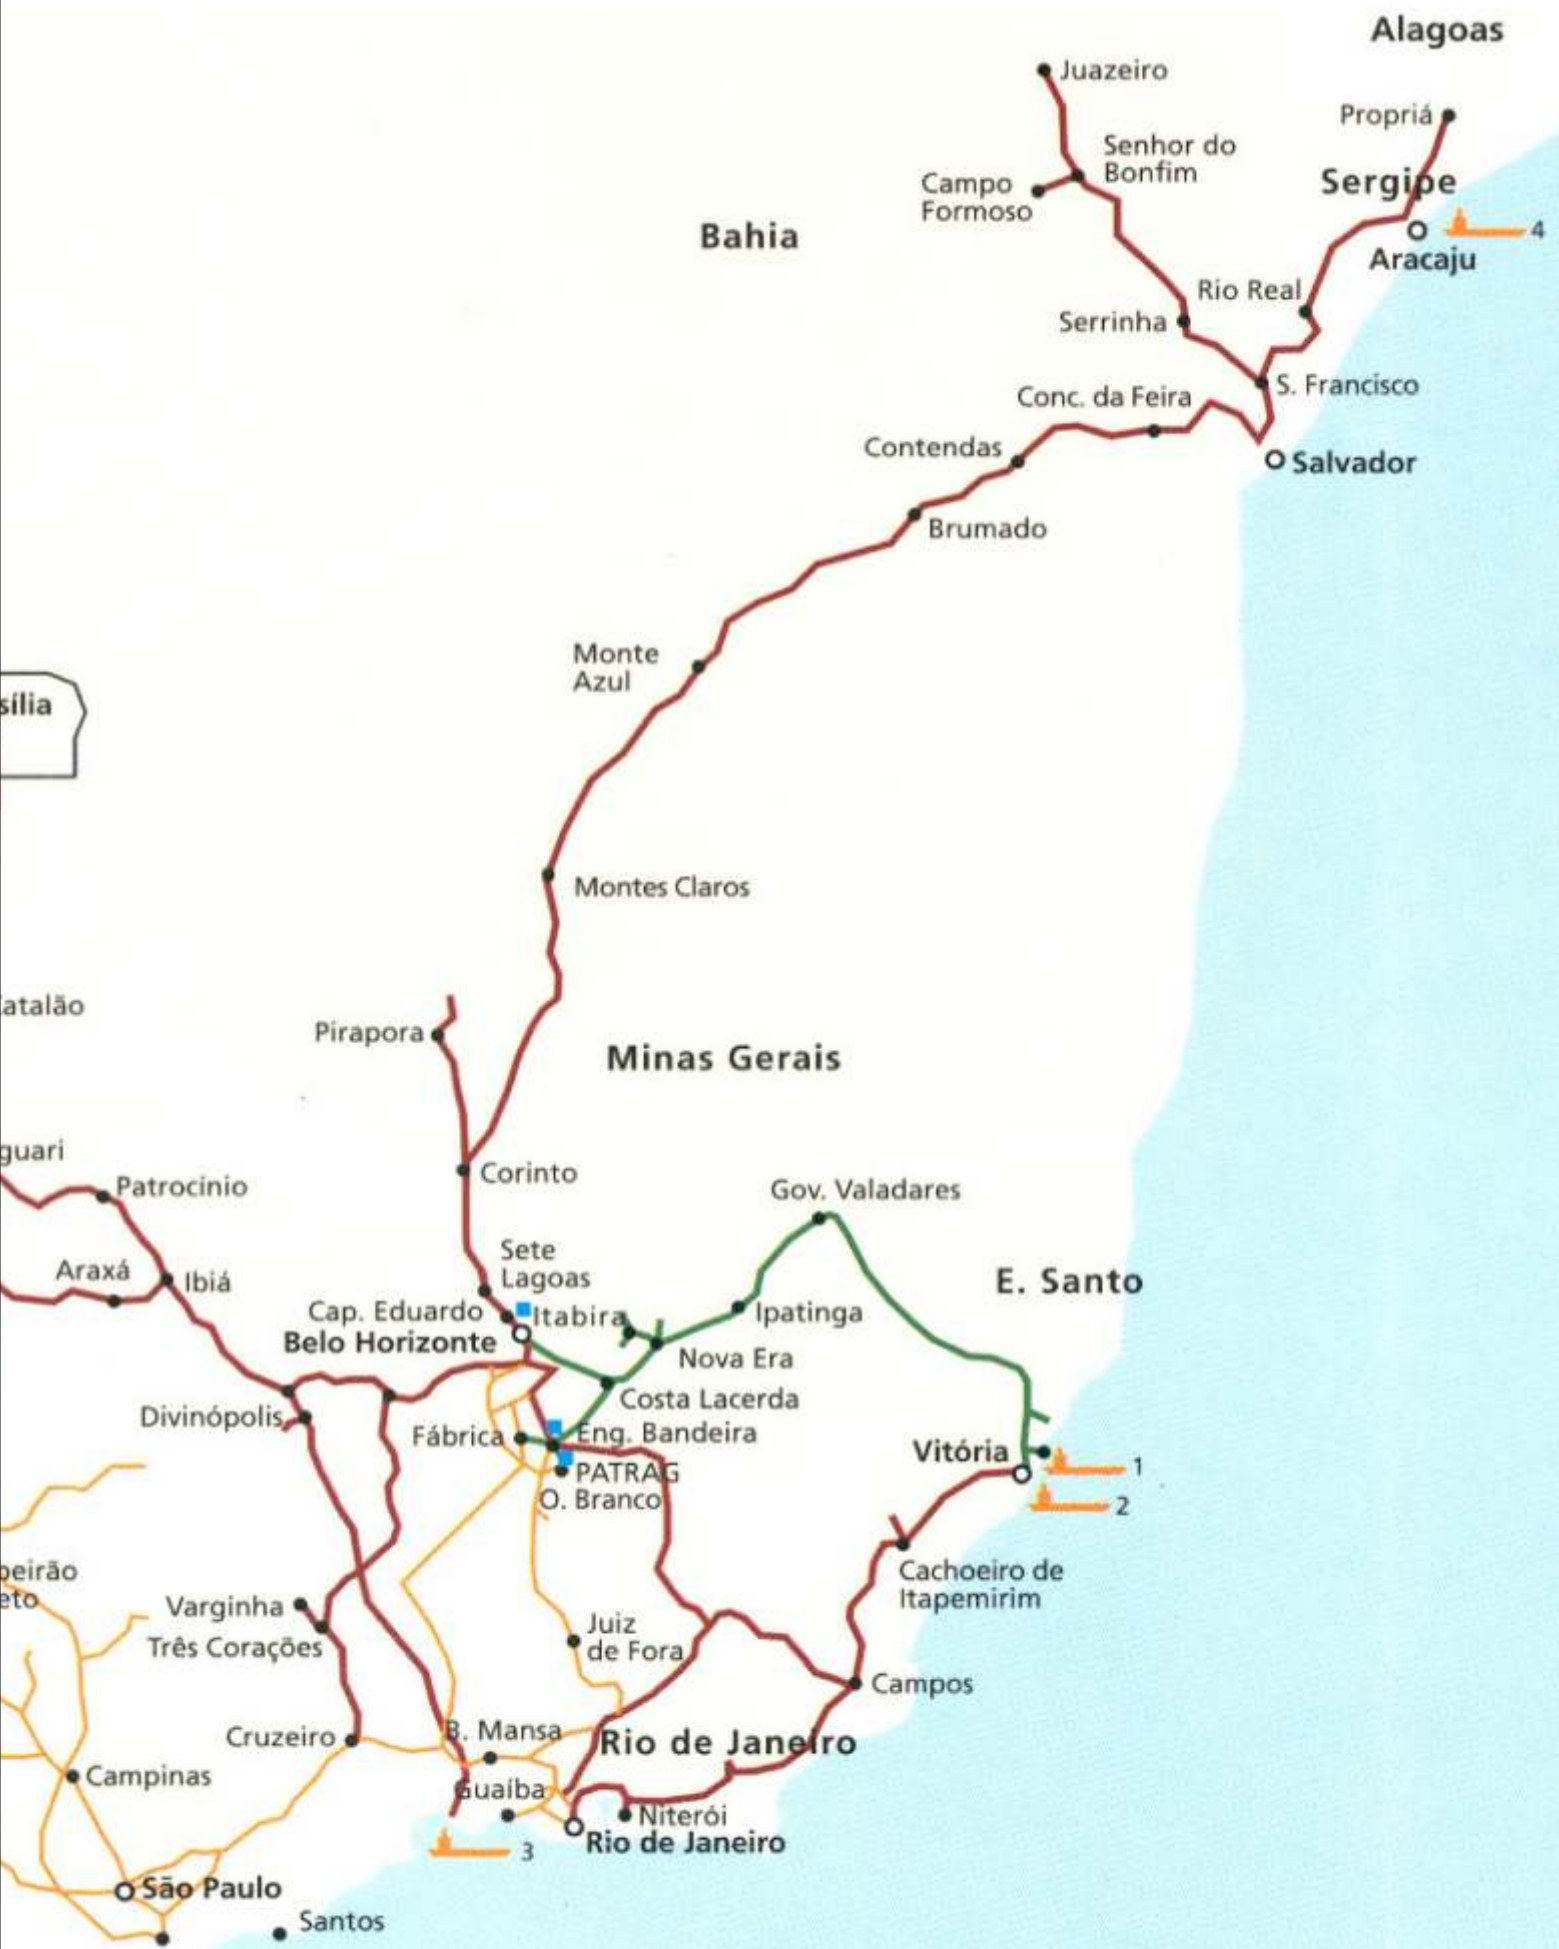 Alagoas
Juazeiro
Propriá
Senhor do
Bonfim
Campo
Formoso
Sergipe
Bahia
4
Aracaju
Rio Real
Serrinha
S. Francisco
Conc. da Feira
Contendas
Salvador
Brumado
Monte
Azul
sília
Montes Claros
atalão
Pirapora
Minas Gerais
guari
Corinto
Patrocínio
Gov. Valadares
Sete
Lagoas
Araxá
Ibiá
E. Santo
Cap. Eduardo
Itabira
Ipatinga
Belo Horizonte
Nova Era
Costa Lacerda
Divinópolis
Fábrica
Eng. Bandeira
Vitória
1
PATRAG
O. Branco
2
beirão
eto
Cachoeiro de
Itapemirim
Varginha
Três Corações
Juiz
de Fora
Campos
Cruzeiro
B. Mansa
Rio de Janeiro
Campinas
Guaíba
Niterói
Rio de Janeiro
3
São Paulo
Santos